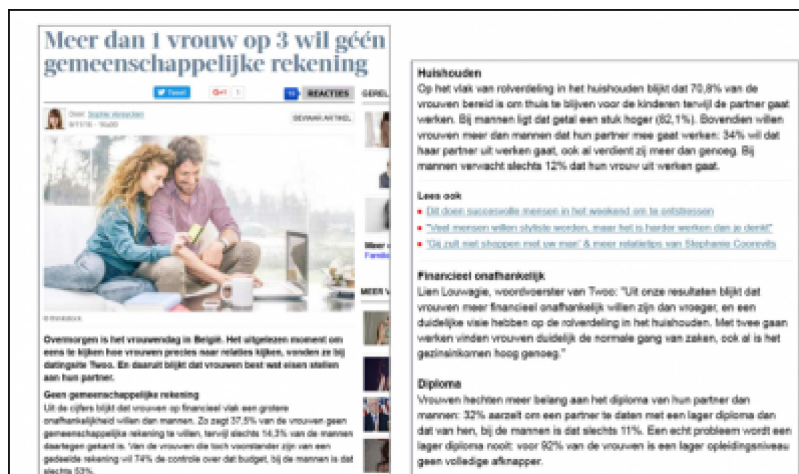 Meer dan 1 vrouw op 3 wil géén
gemeenschappelijke rekening
Tweet
G+1
1
REACTIES
GEREL
Door: Sophie Vereycken
9/11/16 - 16u00
BEWAAR ARTIKEL
Meer o
Familie
MEER V
© thinkstock
Overmorgen is het vrouwendag in België. Het uitgelezen moment om
eens te kijken hoe vrouwen precies naar relaties kijken, vonden ze bij
datingsite Twoo. En daaruit blijkt dat vrouwen best wat eisen stellen
aan hun partner.
Geen gemeenschappelijke rekening
Uit de cijfers blijkt dat vrouwen op financieel vlak een grotere
onafhankelijkheid willen dan mannen. Zo zegt 37,5% van de vrouwen geen
gemeenschappelijke rekening te willen, terwijl slechts 14,3% van de mannen
daartegen gekant is. Van de vrouwen die toch voorstander zijn van een
gedeelde rekening wil 74% de controle over dat budget, bij de mannen is dat
slechts 53%.
Huishouden
Op het vlak van rolverdeling in het huishouden blijkt dat 70,8% van de
vrouwen bereid is om thuis te blijven voor de kinderen terwijl de partner gaat
werken. Bij mannen ligt dat getal een stuk hoger (82,1%). Bovendien willen
vrouwen meer dan mannen dat hun partner mee gaat werken: 34% wil dat
haar partner uit werken gaat, ook al verdient zij meer dan genoeg. Bij
mannen verwacht slechts 12% dat hun vrouw uit werken gaat.
Lees ook
Dit doen succesvolle mensen in het weekend om te ontstressen
"Veel mensen willen styliste worden, maar het is harder werken dan je denkt"
'Gij zult niet shoppen met uw man' & meer relatietips van Stephanie Coorevits
Financieel onafhankelijk
Lien Louwagie, woordvoerster van Twoo: "Uit onze resultaten blijkt dat
vrouwen meer financieel onafhankelijk willen zijn dan vroeger, en een
duidelijke visie hebben op de rolverdeling in het huishouden. Met twee gaan
werken vinden vrouwen duidelijk de normale gang van zaken, ook al is het
gezinsinkomen hoog genoeg."
Diploma
Vrouwen hechten meer belang aan het diploma van hun partner dan
mannen: 32% aarzelt om een partner te daten met een lager diploma dan
dat van hen, bij de mannen is dat slechts 11%. Een echt probleem wordt een
lager diploma nooit: voor 92% van de vrouwen is een lager opleidingsniveau
geen volledige afknapper.